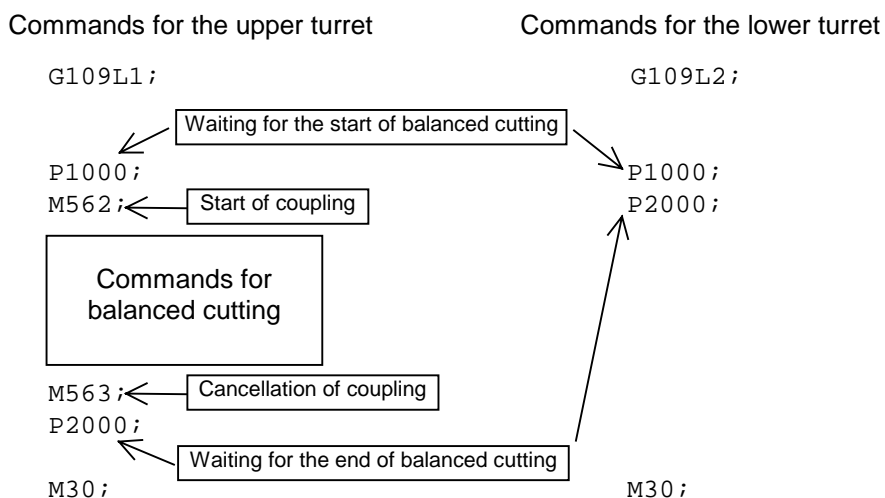 Commands for the upper turret Commands for the lower turret
G109L1; G109L2;
Waiting for the start of balanced cutting
P1000; P1000;
M562; Start of coupling P2000;
Commands for
balanced cutting
M563; Cancellation of coupling
P2000;
Waiting for the end of balanced cutting
M30; M30;